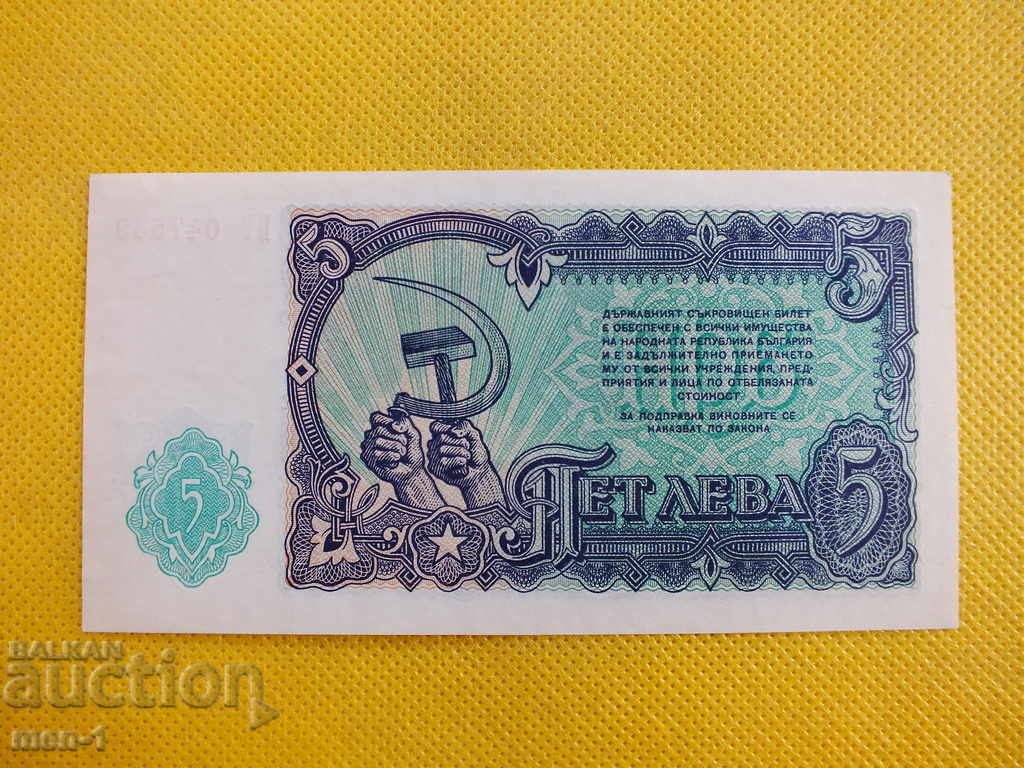 5
5
ДЪРЖАВНИЯТ СЪКРОВИЩЕН БИЛЕТ
Е ОБЕЗПЕЧЕН С ВСИЧКИ ИМУЩЕСТВА
НА НАРОДНАТА РЕПУБЛИКА БЪЛГАРИЯ
И Е ЗАДЪЛЖИТЕЛНО ПРИЕМАНЕТО
МУ ОТ ВСИЧКИ УЧРЕЖДЕНИЯ, ПРЕД-
ПРИЯТИЯ И ЛИЦА ПО ОТБЕЛЯЗАНАТА
СТОЙНОСТ
ЗА ПОДПРАВКА ВИНОВНИТЕ СЕ
НАКАЗВАТ ПО ЗАКОНА
5
ПЕТ ЛЕВА
5
BALKAN
auction
men-1